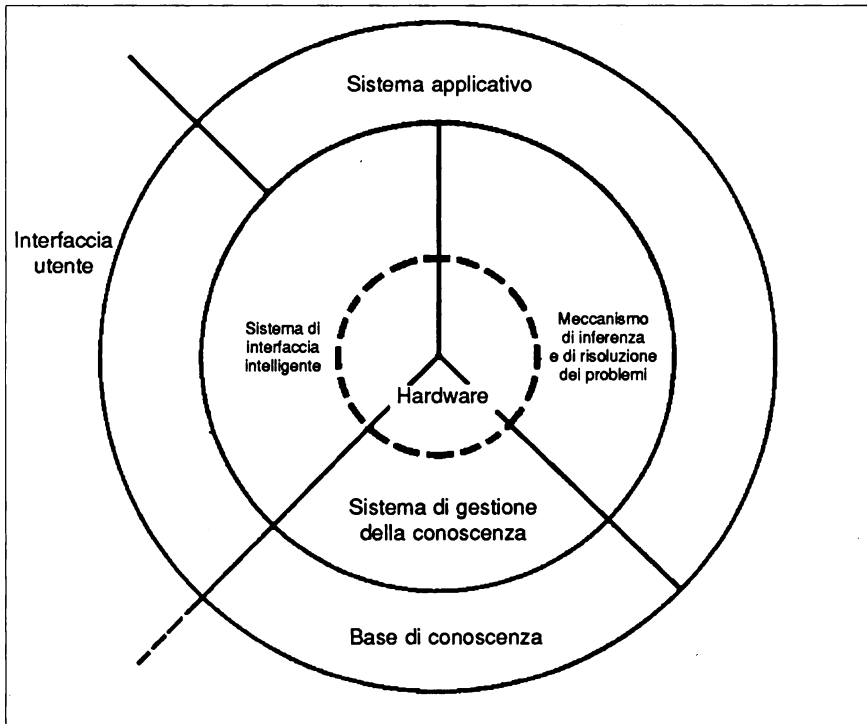 Sistema applicativo
Interfaccia
utente
Sistema di
interfaccia
intelligente
Meccanismo
di inferenza
e di risoluzione
dei problemi
Hardware
Sistema di gestione
della conoscenza
Base di conoscenza